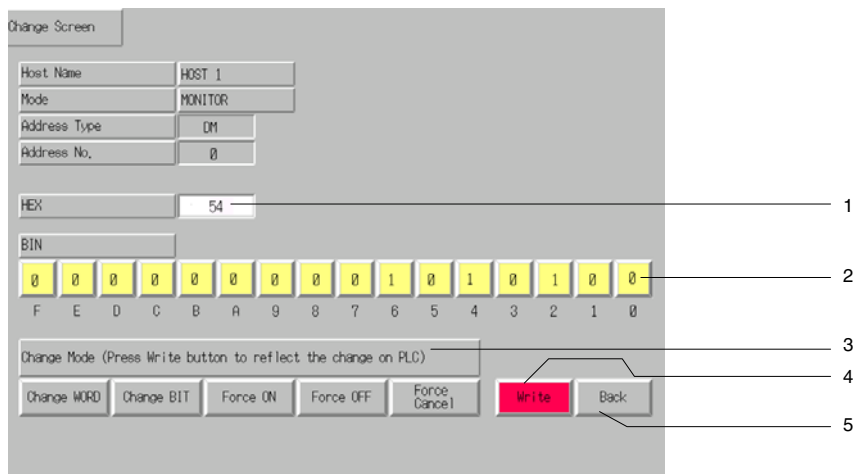 Change Screen
Host Name HOST 1
Mode MONITOR
Address Type DM
Address No. 0
HEX 54 1
BIN
0 0 0 0 0 0 0 0 0 1 0 1 0 1 0 0 2
F E D C B A 9 8 7 6 5 4 3 2 1 0
Change Mode (Press Write button to reflect the change on PLC) 3
4
Change WORD Change BIT Force ON Force OFF Force Cancel Write Back
5